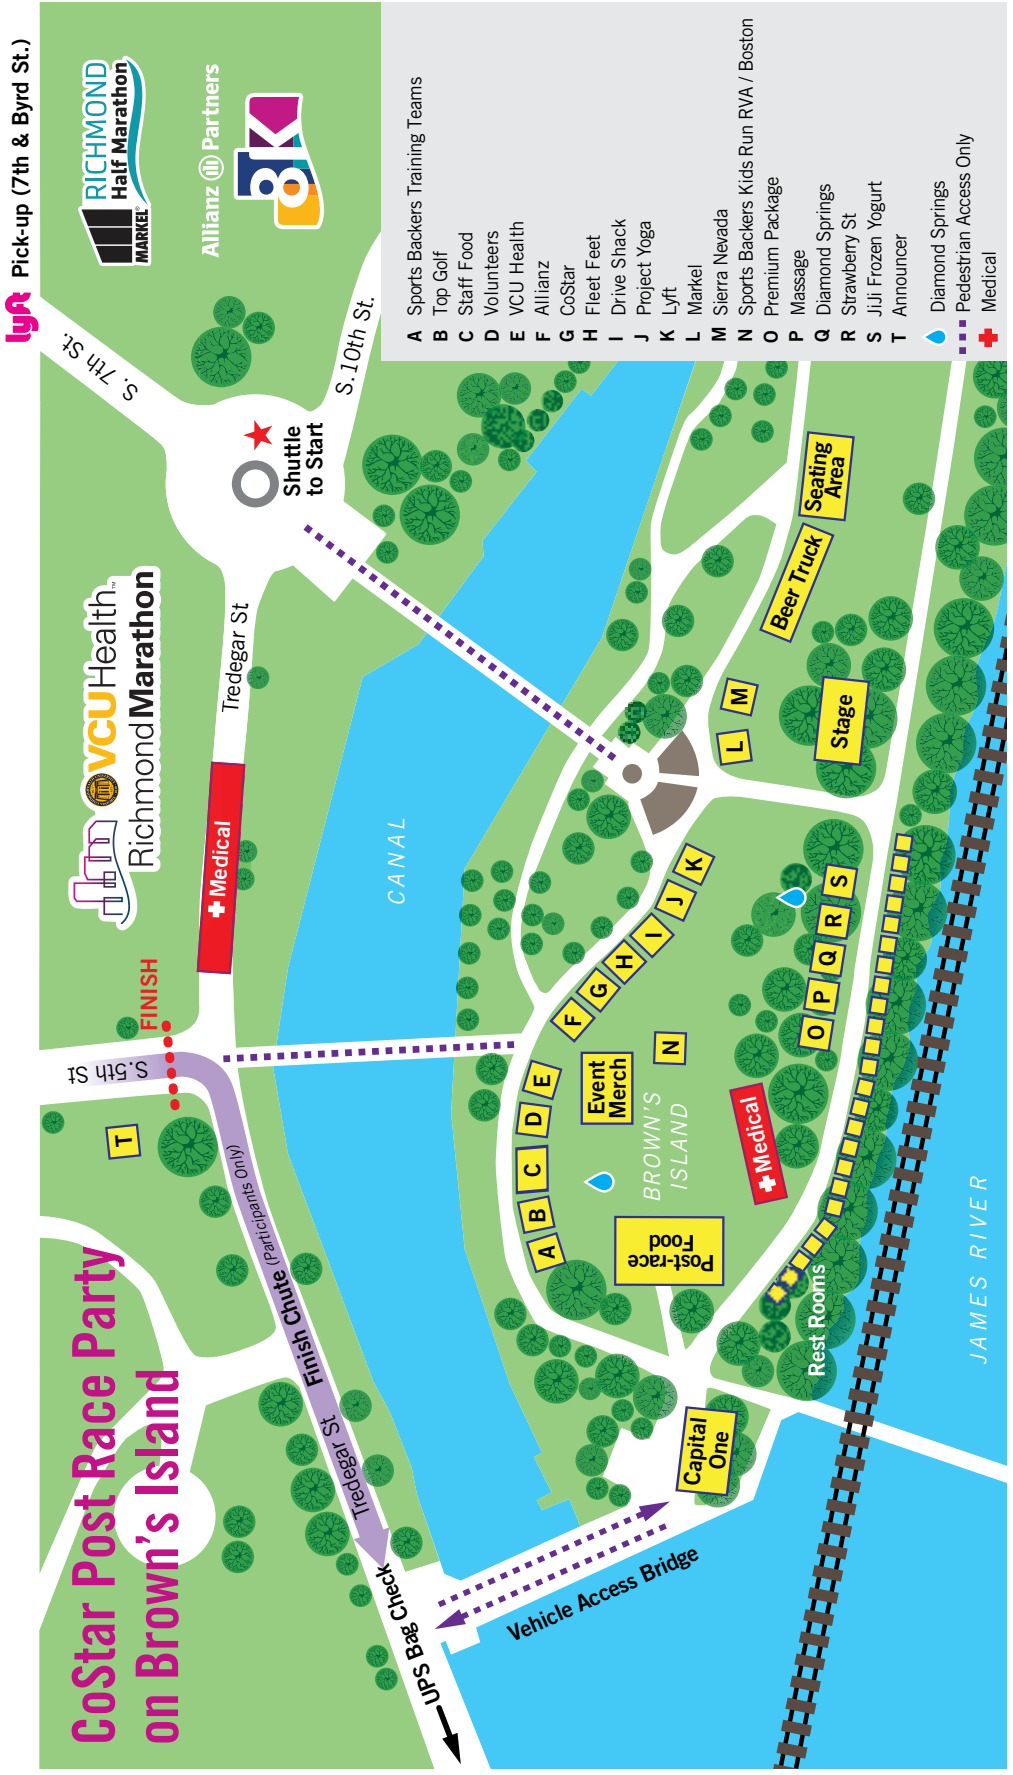 CoStar Post Race Party
on Brown's Island
RICHMOND
Half Marathon
MARKEL®
Allianz Partners
8K
VCU Health™
Richmond Marathon
lyft Pick-up (7th & Byrd St.)
S. 7th St.
S. 10th St.
Shuttle
to Start
Tredegar St
Medical
FINISH
S. 5th St
T
Finish Chute (Participants Only)
Tredegar St
UPS Bag Check
Vehicle Access Bridge
CANAL
A
B
C
D
E
F
G
H
I
J
K
L
M
N
Event
Merch
BROWN'S
ISLAND
Post-race
Food
Medical
O
P
Q
R
S
Stage
Beer Truck
Seating
Area
Capital
One
Rest Rooms
JAMES RIVER
A Sports Backers Training Teams
B Top Golf
C Staff Food
D Volunteers
E VCU Health
F Allianz
G CoStar
H Fleet Feet
I Drive Shack
J Project Yoga
K Lyft
L Markel
M Sierra Nevada
N Sports Backers Kids Run RVA / Boston
O Premium Package
P Massage
Q Diamond Springs
R Strawberry St
S JiJi Frozen Yogurt
T Announcer
Diamond Springs
Pedestrian Access Only
Medical